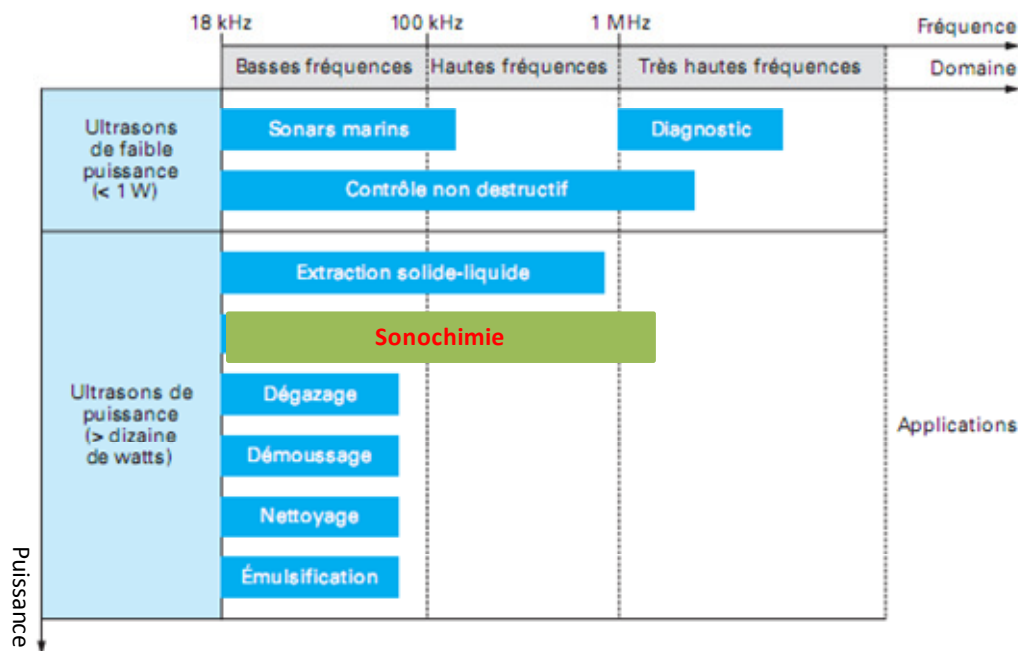 18 kHz
100 kHz
1 MHz
Fréquence
Basses fréquences
Hautes fréquences
Très hautes fréquences
Domaine
Ultrasons
de faible
puissance
(< 1 W)
Sonars marins
Diagnostic
Contrôle non destructif
Extraction solide-liquide
Sonochimie
Ultrasons de
puissance
(> dizaine
de watts)
Dégazage
Démoussage
Nettoyage
Émulsification
Applications
Puissance